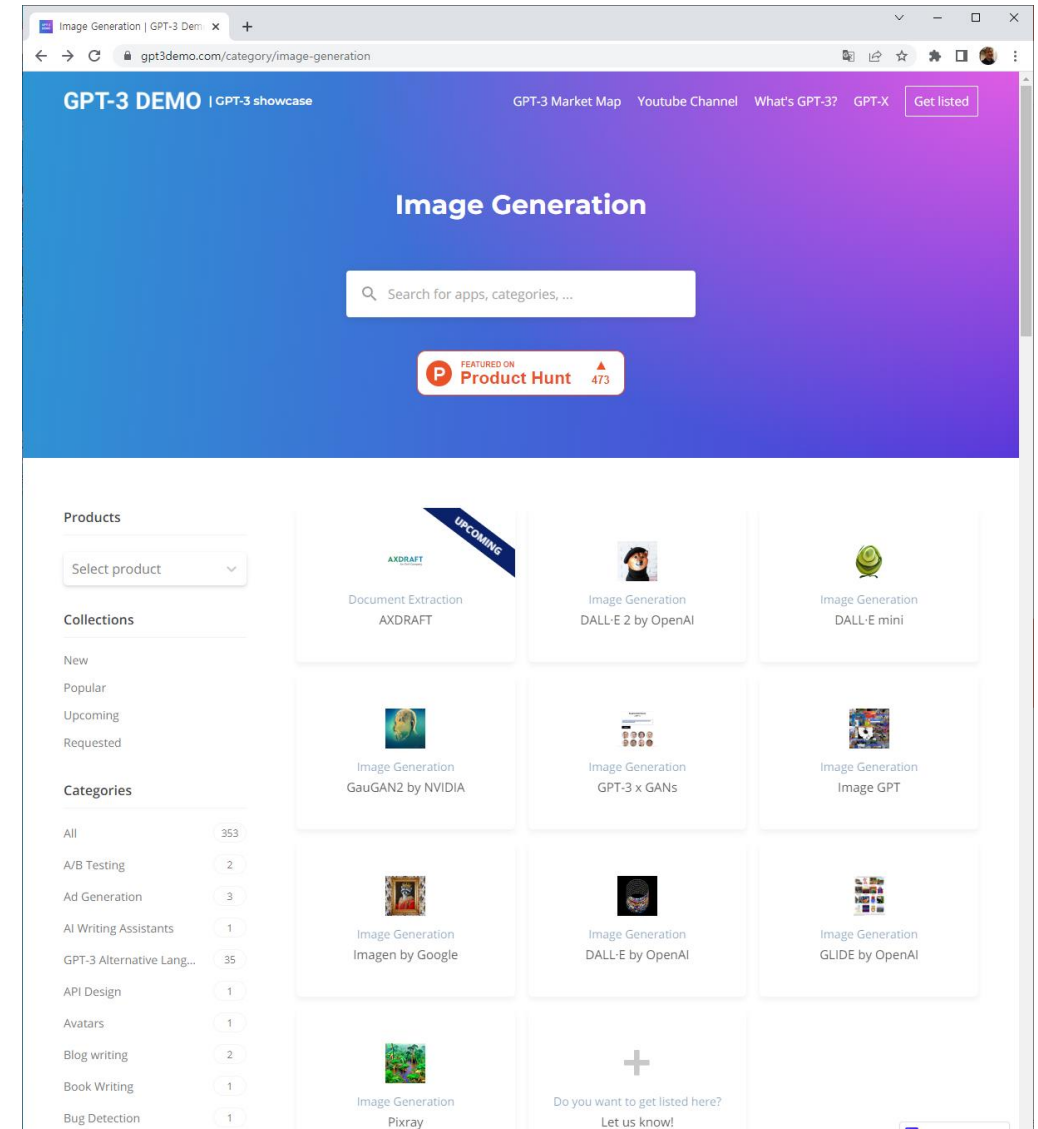 Image Generation | GPT-3 Dem
gpt3demo.com/category/image-generation
GPT-3 DEMO | GPT-3 showcase
GPT-3 Market Map Youtube Channel What's GPT-3? GPT-X Get listed
Image Generation
Search for apps, categories, ...
FEATURED ON
Product Hunt
473
Products
Select product
Collections
New
Popular
Upcoming
Requested
Categories
All 353
A/B Testing 2
Ad Generation 3
AI Writing Assistants 1
GPT-3 Alternative Lang... 35
API Design 1
Avatars 1
Blog writing 2
Book Writing 1
Bug Detection 1
UPCOMING
AXDRAFT
Document Extraction
AXDRAFT
Image Generation
DALL·E 2 by OpenAI
Image Generation
DALL·E mini
Image Generation
GauGAN2 by NVIDIA
Image Generation
GPT-3 x GANs
Image Generation
Image GPT
Image Generation
Imagen by Google
Image Generation
DALL·E by OpenAI
Image Generation
GLIDE by OpenAI
Image Generation
Pixray
Do you want to get listed here?
Let us know!